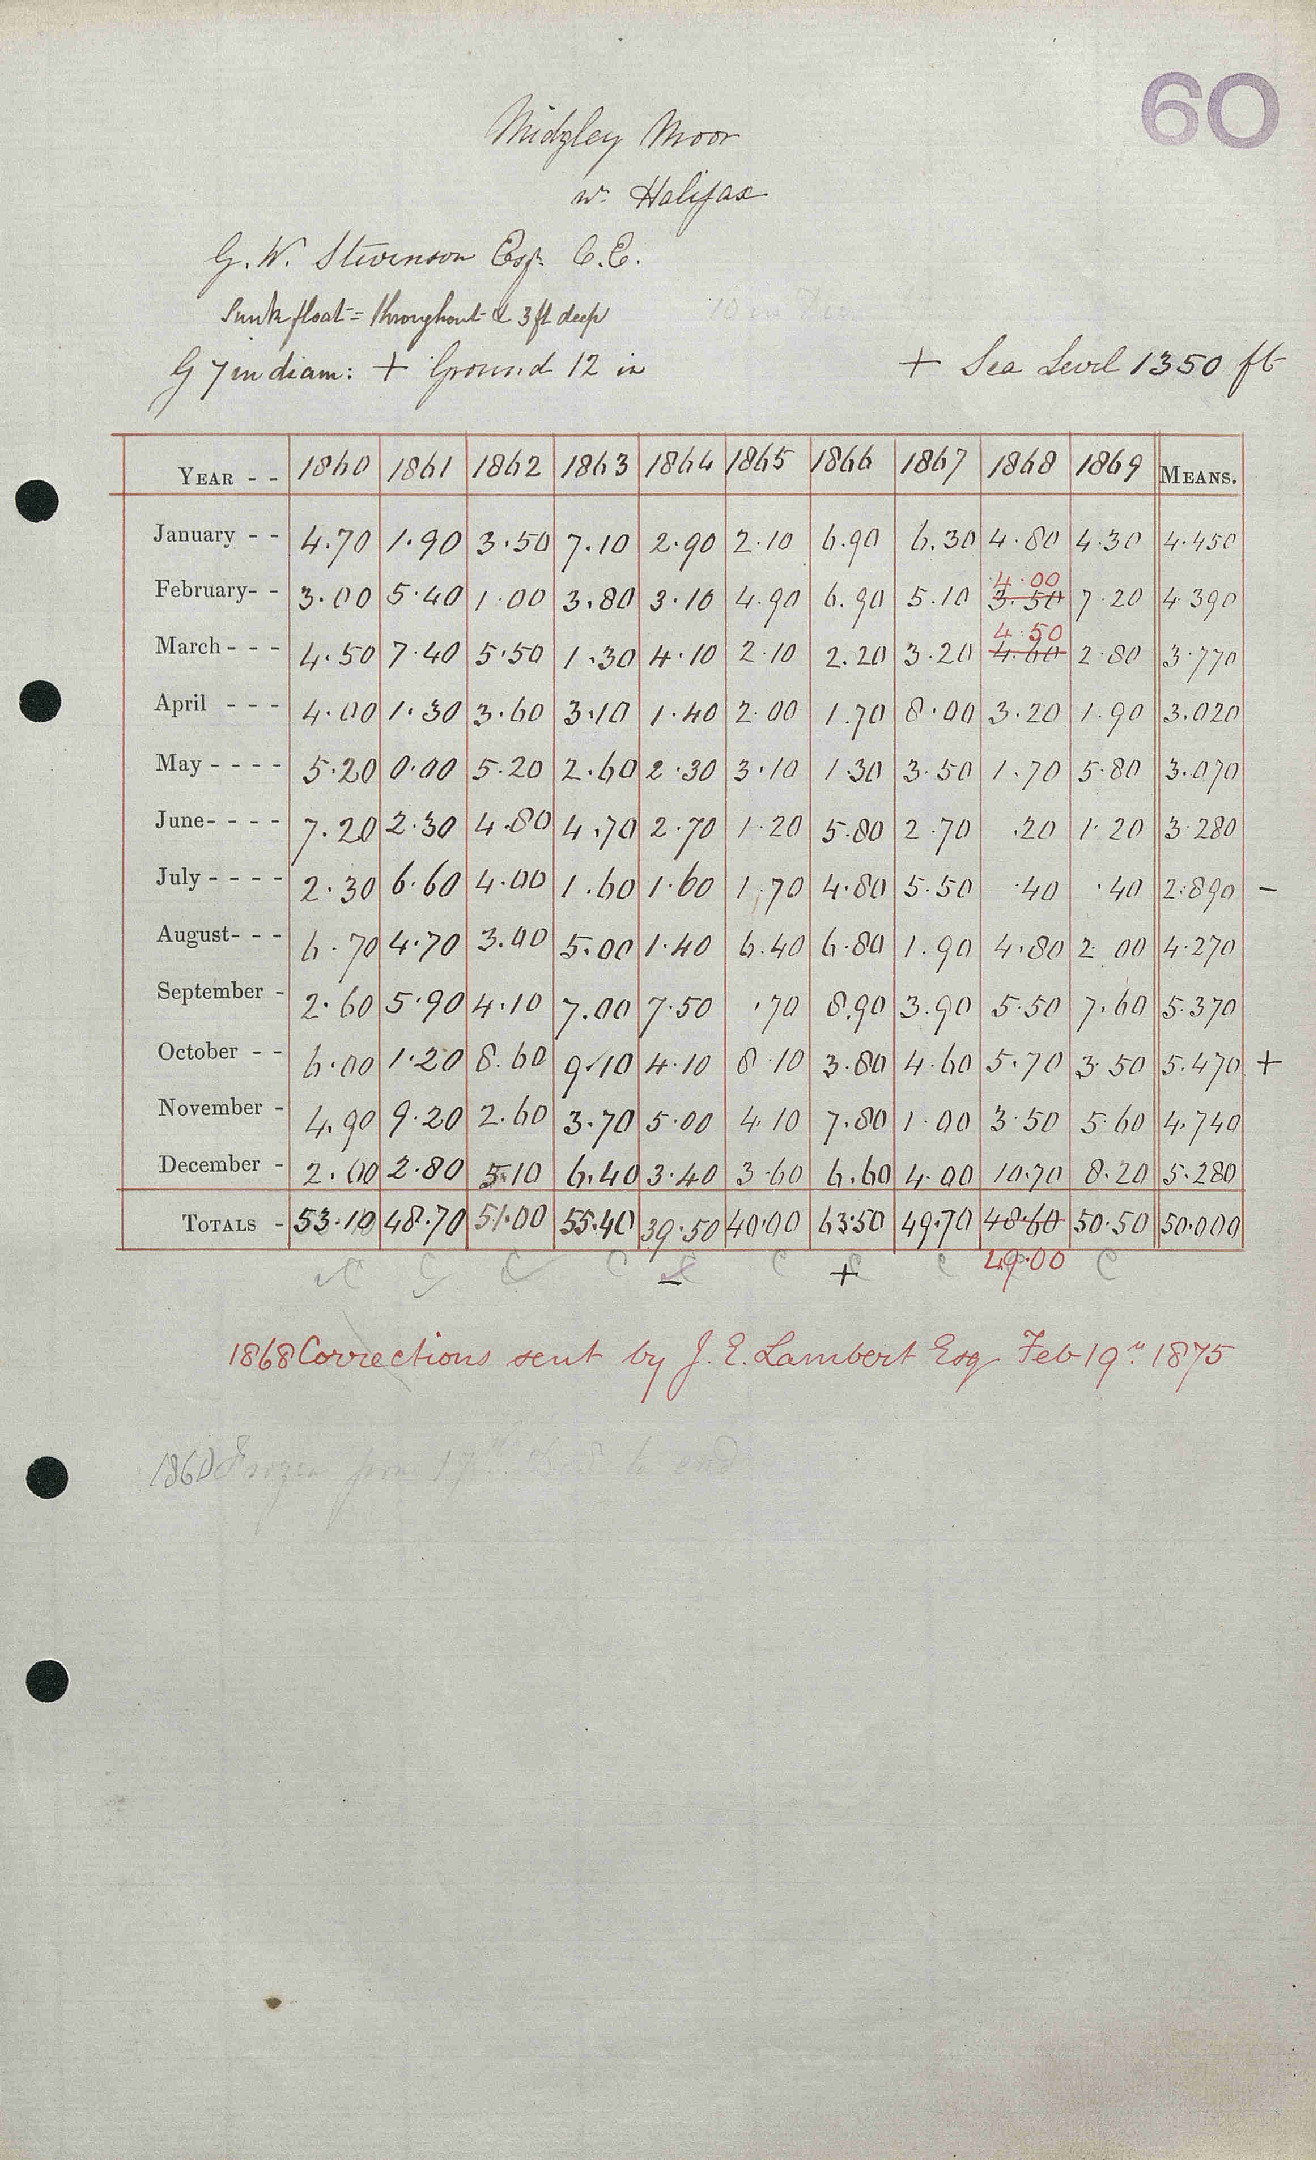 60
Midgley Moor
nr. Halifax
G. W. Stevenson Esq. C.E.
Sunk float = throughout & 3 ft deep
G 7 in diam: + Ground 12 in + Sea Level 1350 ft
YEAR - - 1860 1861 1862 1863 1864 1865 1866 1867 1868 1869 MEANS.
January - - 4.70 1.90 3.50 7.10 2.90 2.10 6.90 6.30 4.80 4.30 4.450
4.00
February- - 3.00 5.40 1.00 3.80 3.10 4.90 6.90 5.10 3.50 7.20 4.390
4.50
March - - - 4.50 7.40 5.50 1.30 4.10 2.10 2.20 3.20 4.60 2.80 3.770
April - - - 4.00 1.30 3.60 3.10 1.40 2.00 1.70 8.00 3.20 1.90 3.020
May - - - - 5.20 0.00 5.20 2.60 2.30 3.10 1.30 3.50 1.70 5.80 3.070
June- - - - 7.20 2.30 4.80 4.70 2.70 1.20 5.80 2.70 .20 1.20 3.280
July - - - - 2.30 6.60 4.00 1.60 1.60 1.70 4.80 5.50 .40 .40 2.890 -
August- - - 6.70 4.70 3.00 5.00 1.40 6.40 6.80 1.90 4.80 2.00 4.270
September - 2.60 5.90 4.10 7.00 7.50 .70 8.90 3.90 5.50 7.60 5.370
October - - 6.00 1.20 8.60 9.10 4.10 8.10 3.80 4.60 5.70 3.50 5.470 +
November - 4.90 9.20 2.60 3.70 5.00 4.10 7.80 1.00 3.50 5.60 4.740
December - 2.00 2.80 5.10 6.40 3.40 3.60 6.60 4.00 10.70 8.20 5.280
TOTALS - 53.10 48.70 51.00 55.40 39.50 40.00 63.50 49.70 48.60 50.50 50.000
C C C C - C + C 49.00 C
1868 Corrections sent by J. E. Lambert Esq Feb 19th 1875
1860 Frozen from 17th to end